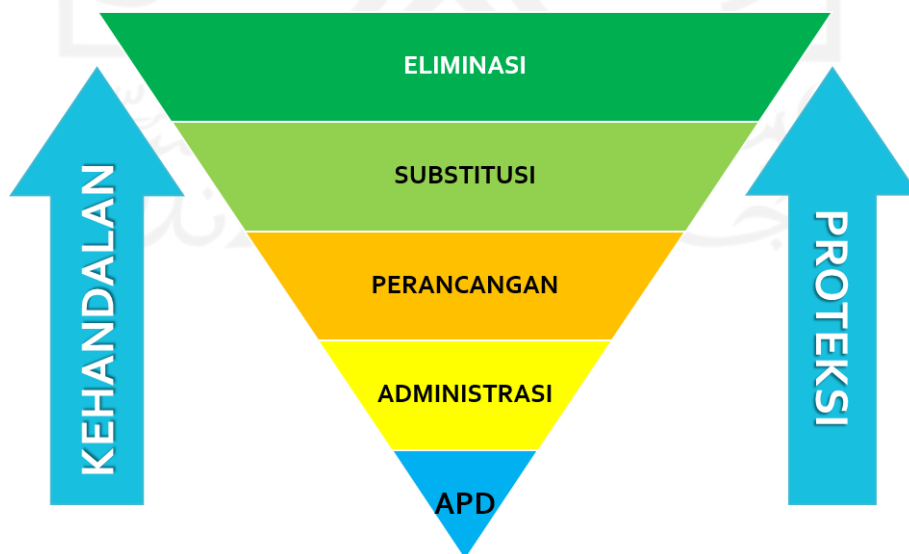 ELIMINASI
SUBSTITUSI
PERANCANGAN
ADMINISTRASI
APD
KEHANDALAN
PROTEKSI